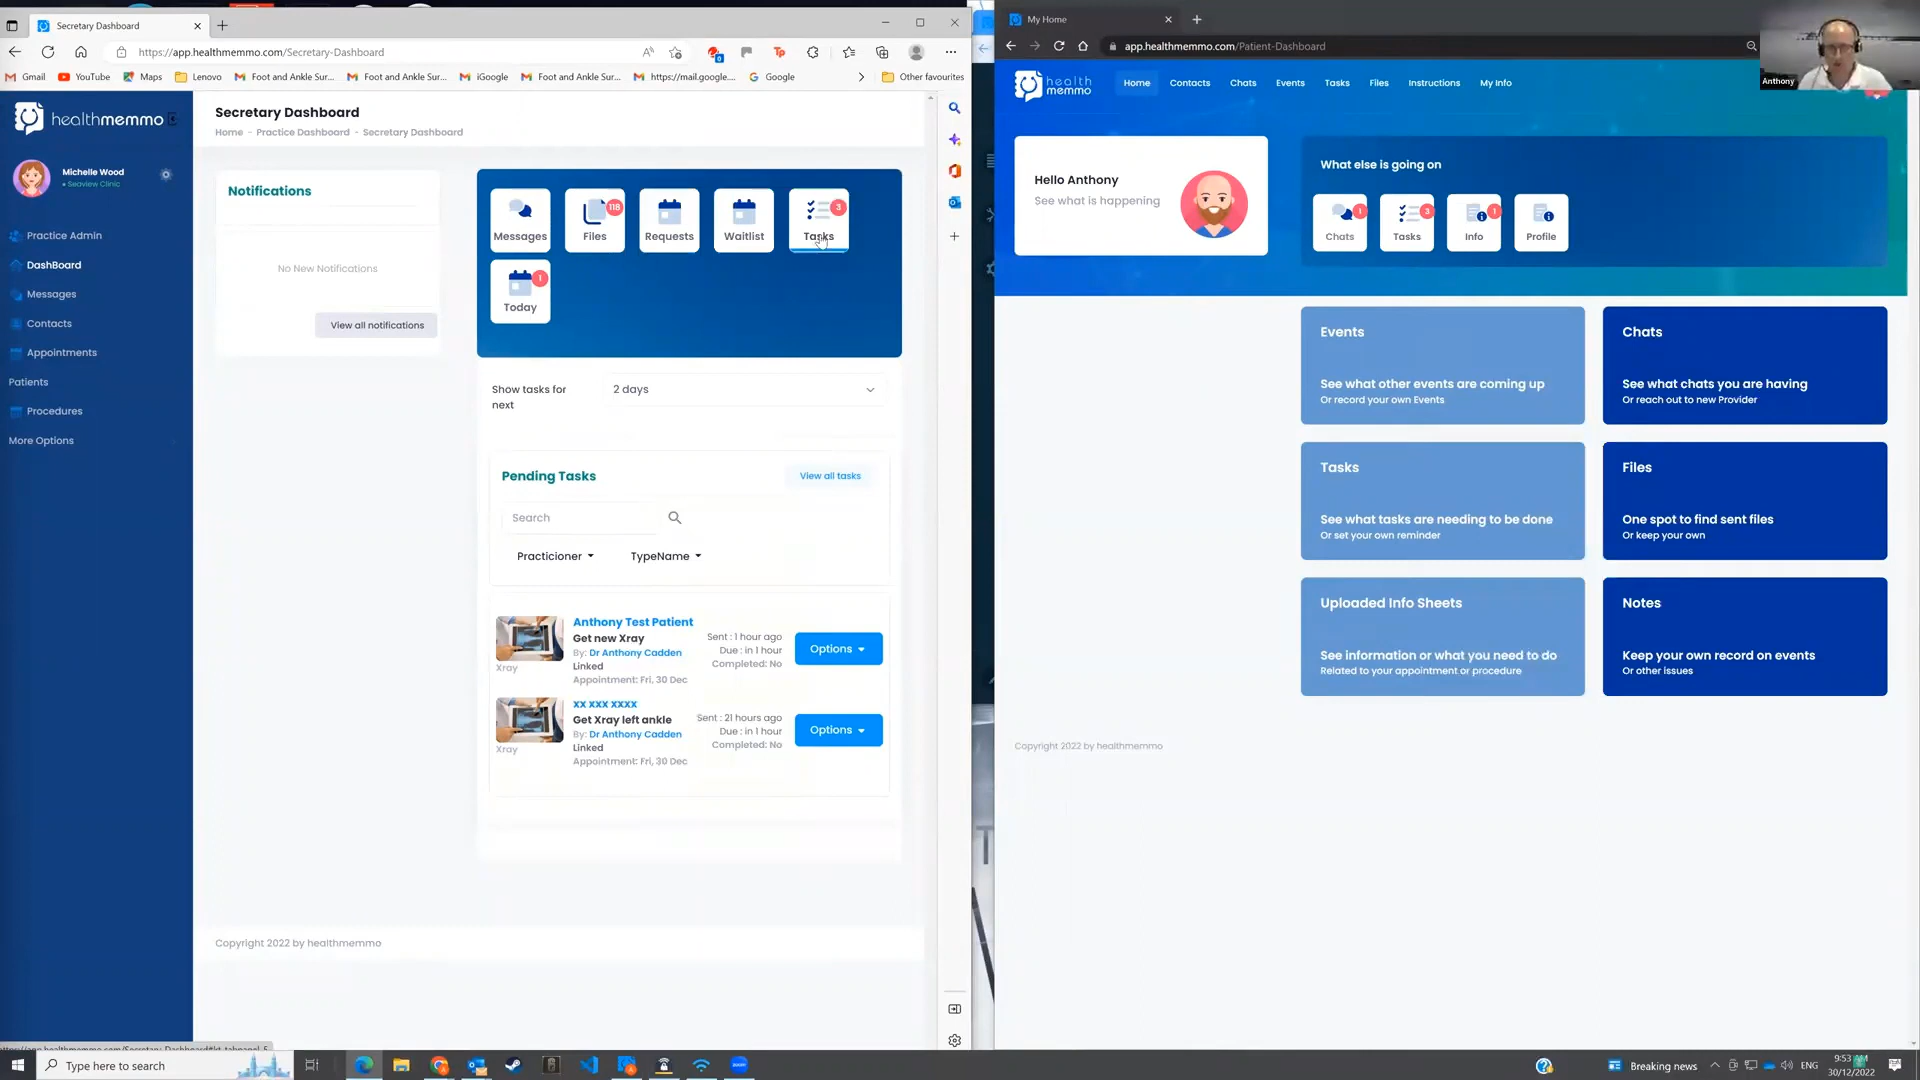 Secretary Dashboard
https://app.healthmemmo.com/Secretary-Dashboard
Gmail
YouTube
Maps
Lenovo
Foot and Ankle Sur...
Foot and Ankle Sur...
iGoogle
Foot and Ankle Sur...
https://mail.google....
Google
Other favourites
healthmemmo
Michelle Wood
Seaview Clinic
Practice Admin
DashBoard
Messages
Contacts
Appointments
Patients
Procedures
More Options
Secretary Dashboard
Home - Practice Dashboard - Secretary Dashboard
Notifications
No New Notifications
View all notifications
Messages
Files
118
Requests
Waitlist
Tasks
3
Today
1
Show tasks for
next
2 days
Pending Tasks
View all tasks
Search
Practicioner
TypeName
Anthony Test Patient
Get new Xray
By: Dr Anthony Cadden
Linked
Appointment: Fri, 30 Dec
Xray
Sent : 1 hour ago
Due : in 1 hour
Completed: No
Options
xx xxx xxxx
Get Xray left ankle
By: Dr Anthony Cadden
Linked
Appointment: Fri, 30 Dec
Xray
Sent : 21 hours ago
Due : in 1 hour
Completed: No
Options
Copyright 2022 by healthmemmo
My Home
app.healthmemmo.com/Patient-Dashboard
Anthony
health
memmo
Home
Contacts
Chats
Events
Tasks
Files
Instructions
My Info
Hello Anthony
See what is happening
What else is going on
Chats
1
Tasks
3
Info
1
Profile
Events
See what other events are coming up
Or record your own Events
Chats
See what chats you are having
Or reach out to new Provider
Tasks
See what tasks are needing to be done
Or set your own reminder
Files
One spot to find sent files
Or keep your own
Uploaded Info Sheets
See information or what you need to do
Related to your appointment or procedure
Notes
Keep your own record on events
Or other issues
Copyright 2022 by healthmemmo
Type here to search
Breaking news
ENG
9:53
30/12/2022